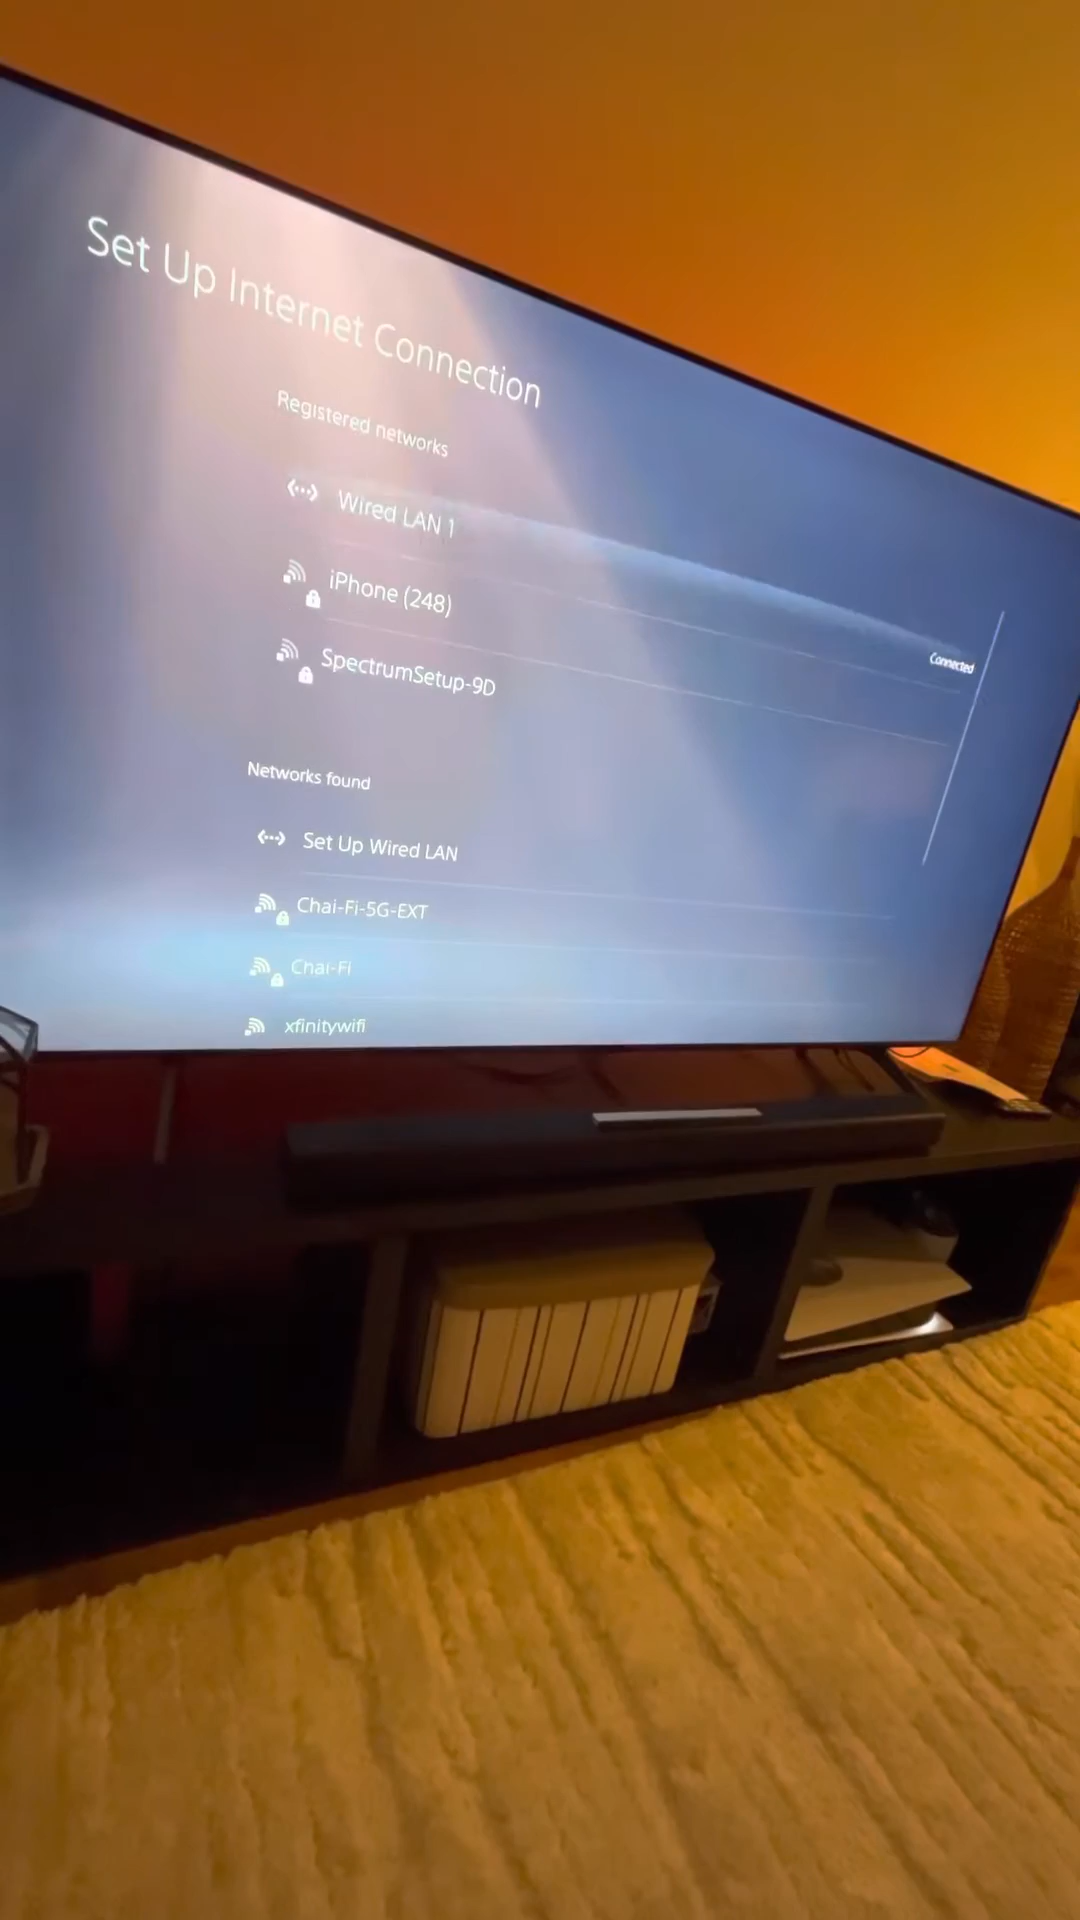 Set Up Internet Connection
Registered networks
Wired LAN 1
Connected
iPhone (248)
SpectrumSetup-9D
Networks found
Set Up Wired LAN
Chai-Fi-5G-EXT
Chai-Fi
xfinitywifi